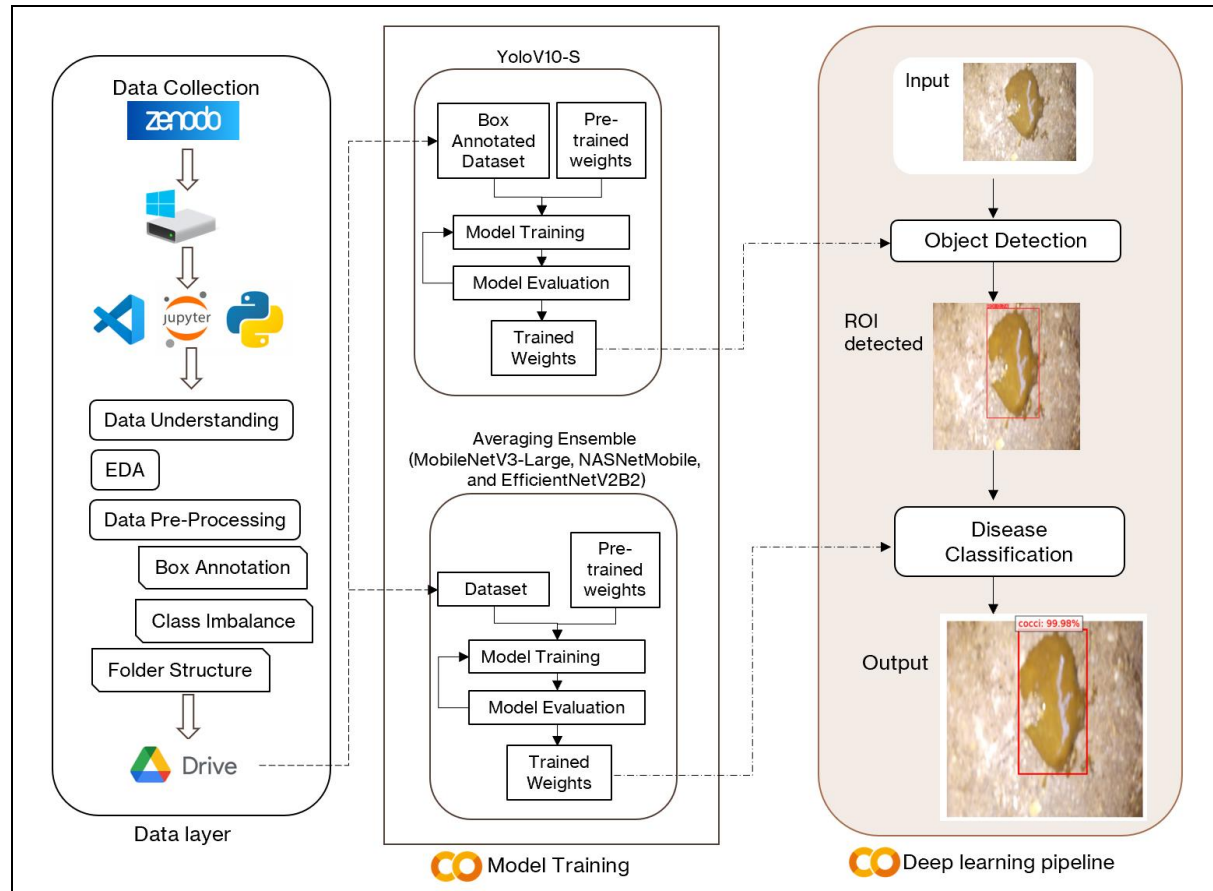 Data Collection
zenodo
jupyter
Data Understanding
EDA
Data Pre-Processing
Box Annotation
Class Imbalance
Folder Structure
Drive
Data layer
YoloV10-S
Box
Annotated
Dataset
Pre-
trained
weights
Model Training
Model Evaluation
Trained
Weights
Averaging Ensemble
(MobileNetV3-Large, NASNetMobile,
and EfficientNetV2B2)
Pre-
trained
weights
Dataset
Model Training
Model Evaluation
Trained
Weights
Model Training
Input
Object Detection
ROI
detected
Disease
Classification
Output
cocci: 99.98%
Deep learning pipeline